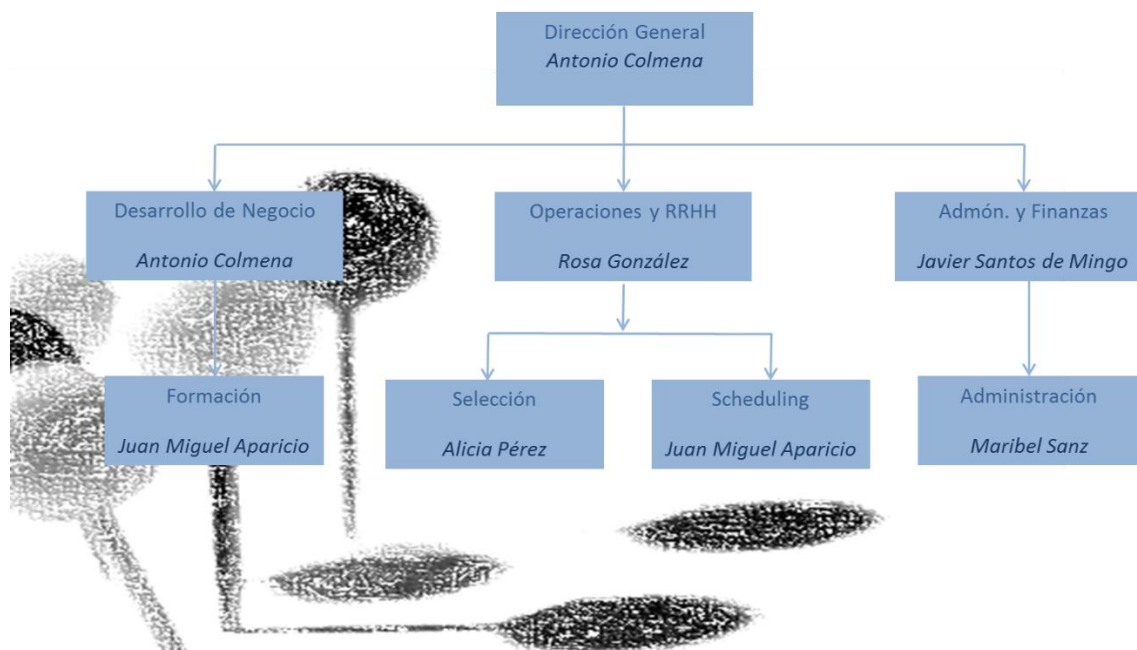 Dirección General
Antonio Colmena
Desarrollo de Negocio
Antonio Colmena
Operaciones y RRHH
Rosa González
Admón. y Finanzas
Javier Santos de Mingo
Formación
Juan Miguel Aparicio
Selección
Alicia Pérez
Scheduling
Juan Miguel Aparicio
Administración
Maribel Sanz